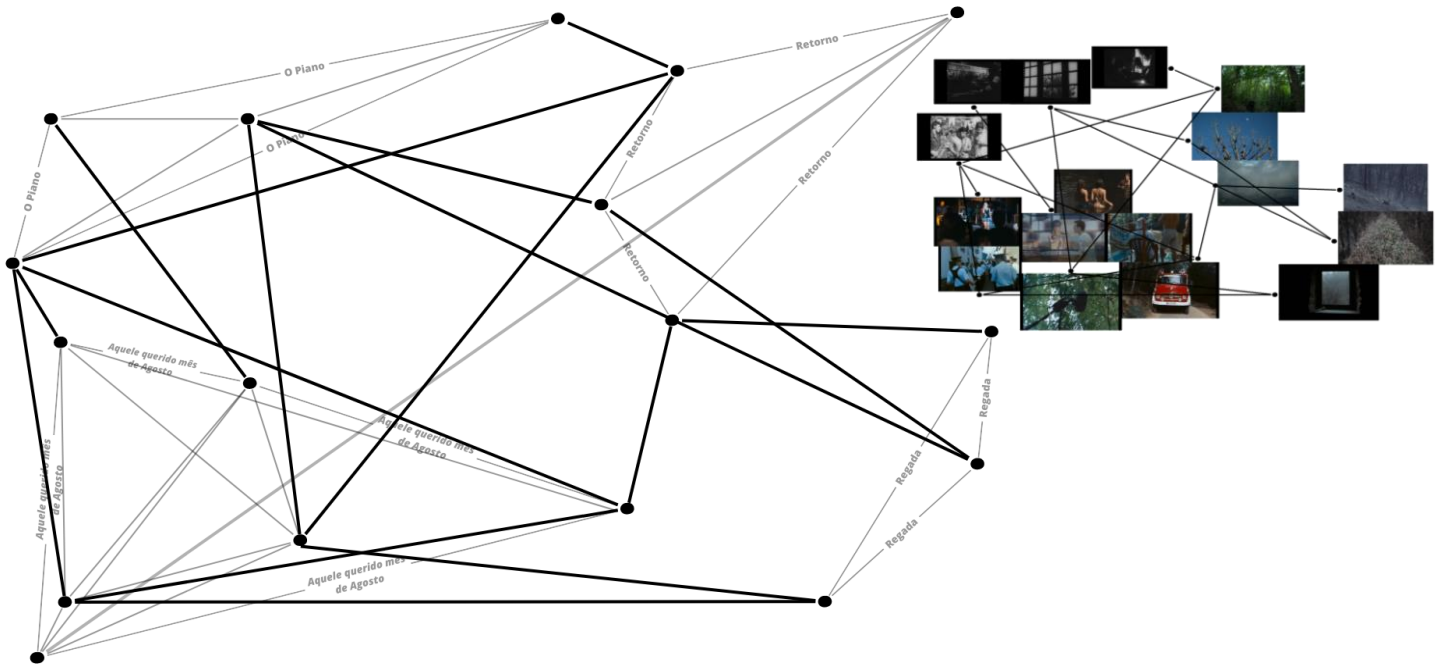 Retorno
O Piano
Retorno
O Piano
Retorno
O Piano
Retorno
Aquele querido mês
de Agosto
Regada
Aquele querido mês
de Agosto
Regada
Aquele querido mês
de Agosto
Regada
Aquele querido mês
de Agosto